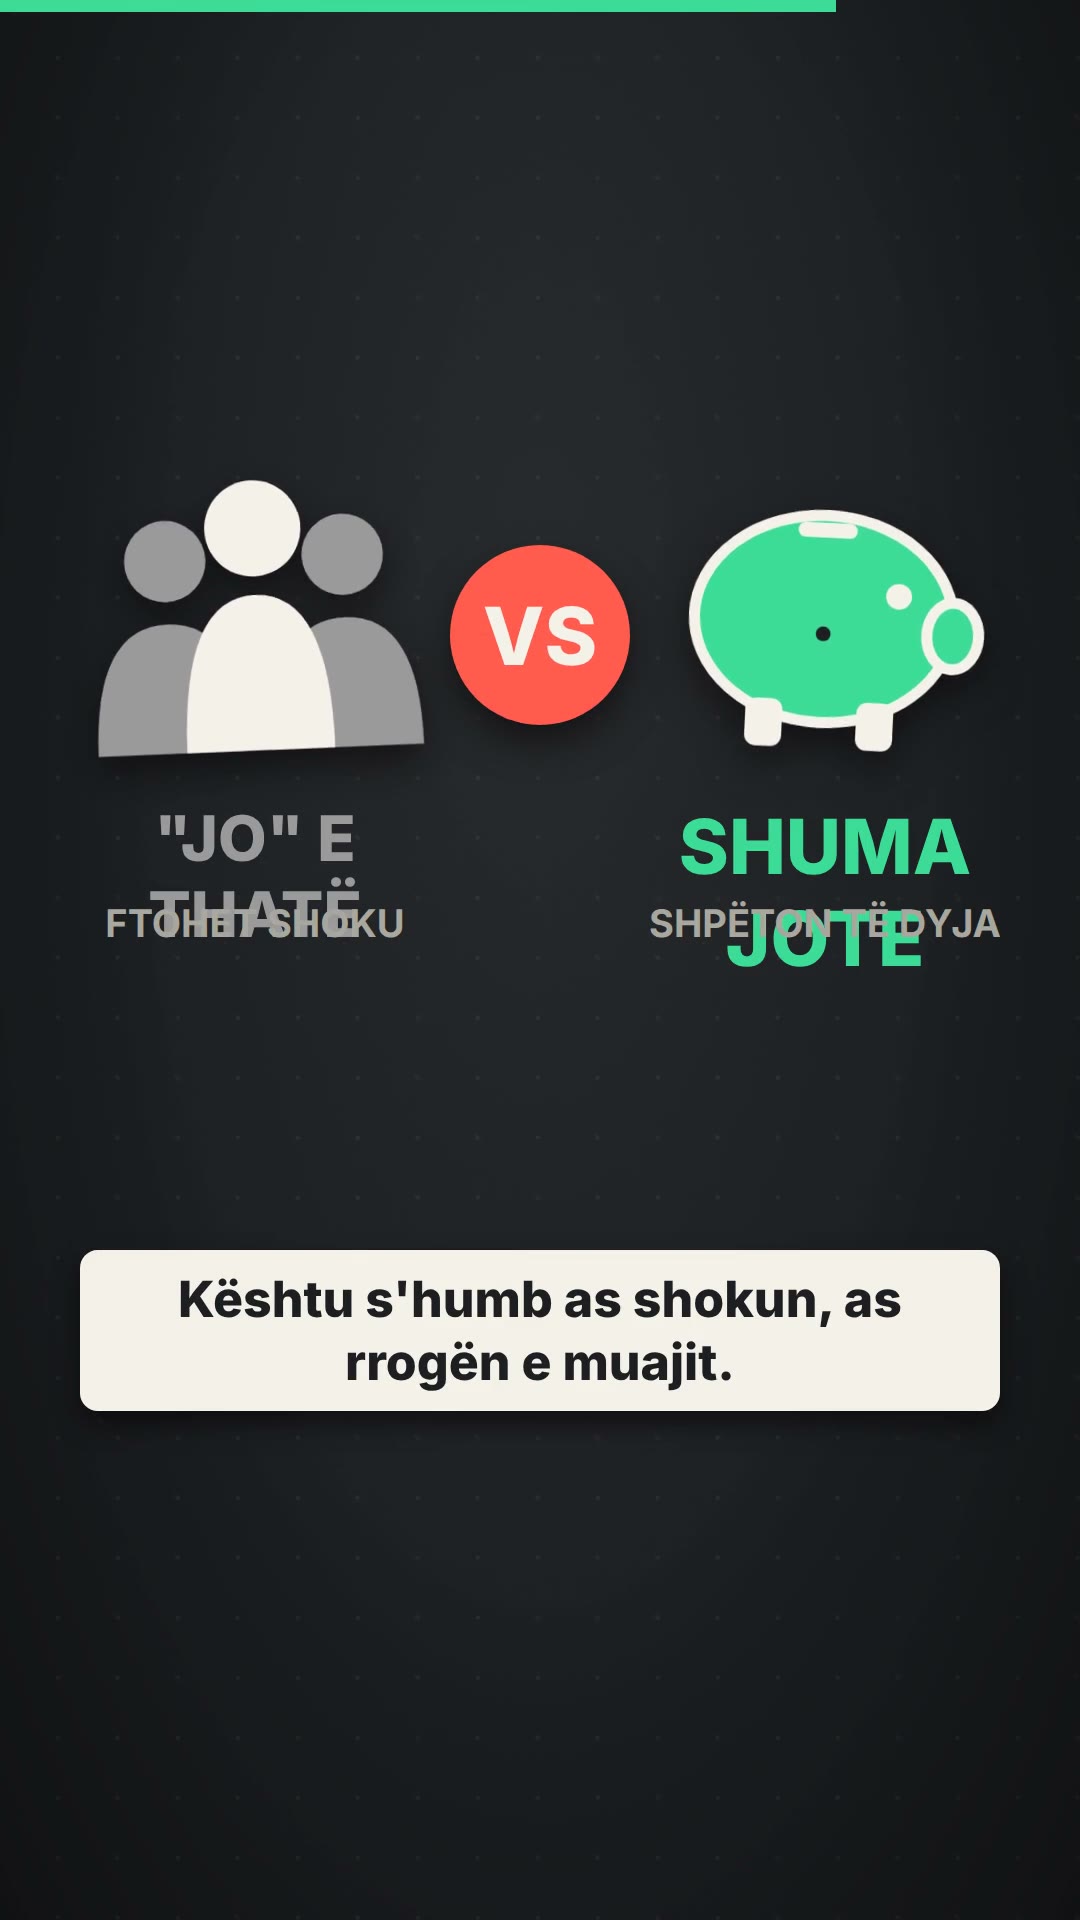 VS
"JO" E
THATË
FTOHET SHOKU
SHUMA
JOTE
SHPËTON TË DYJA
Kështu s'humb as shokun, as
rrogën e muajit.